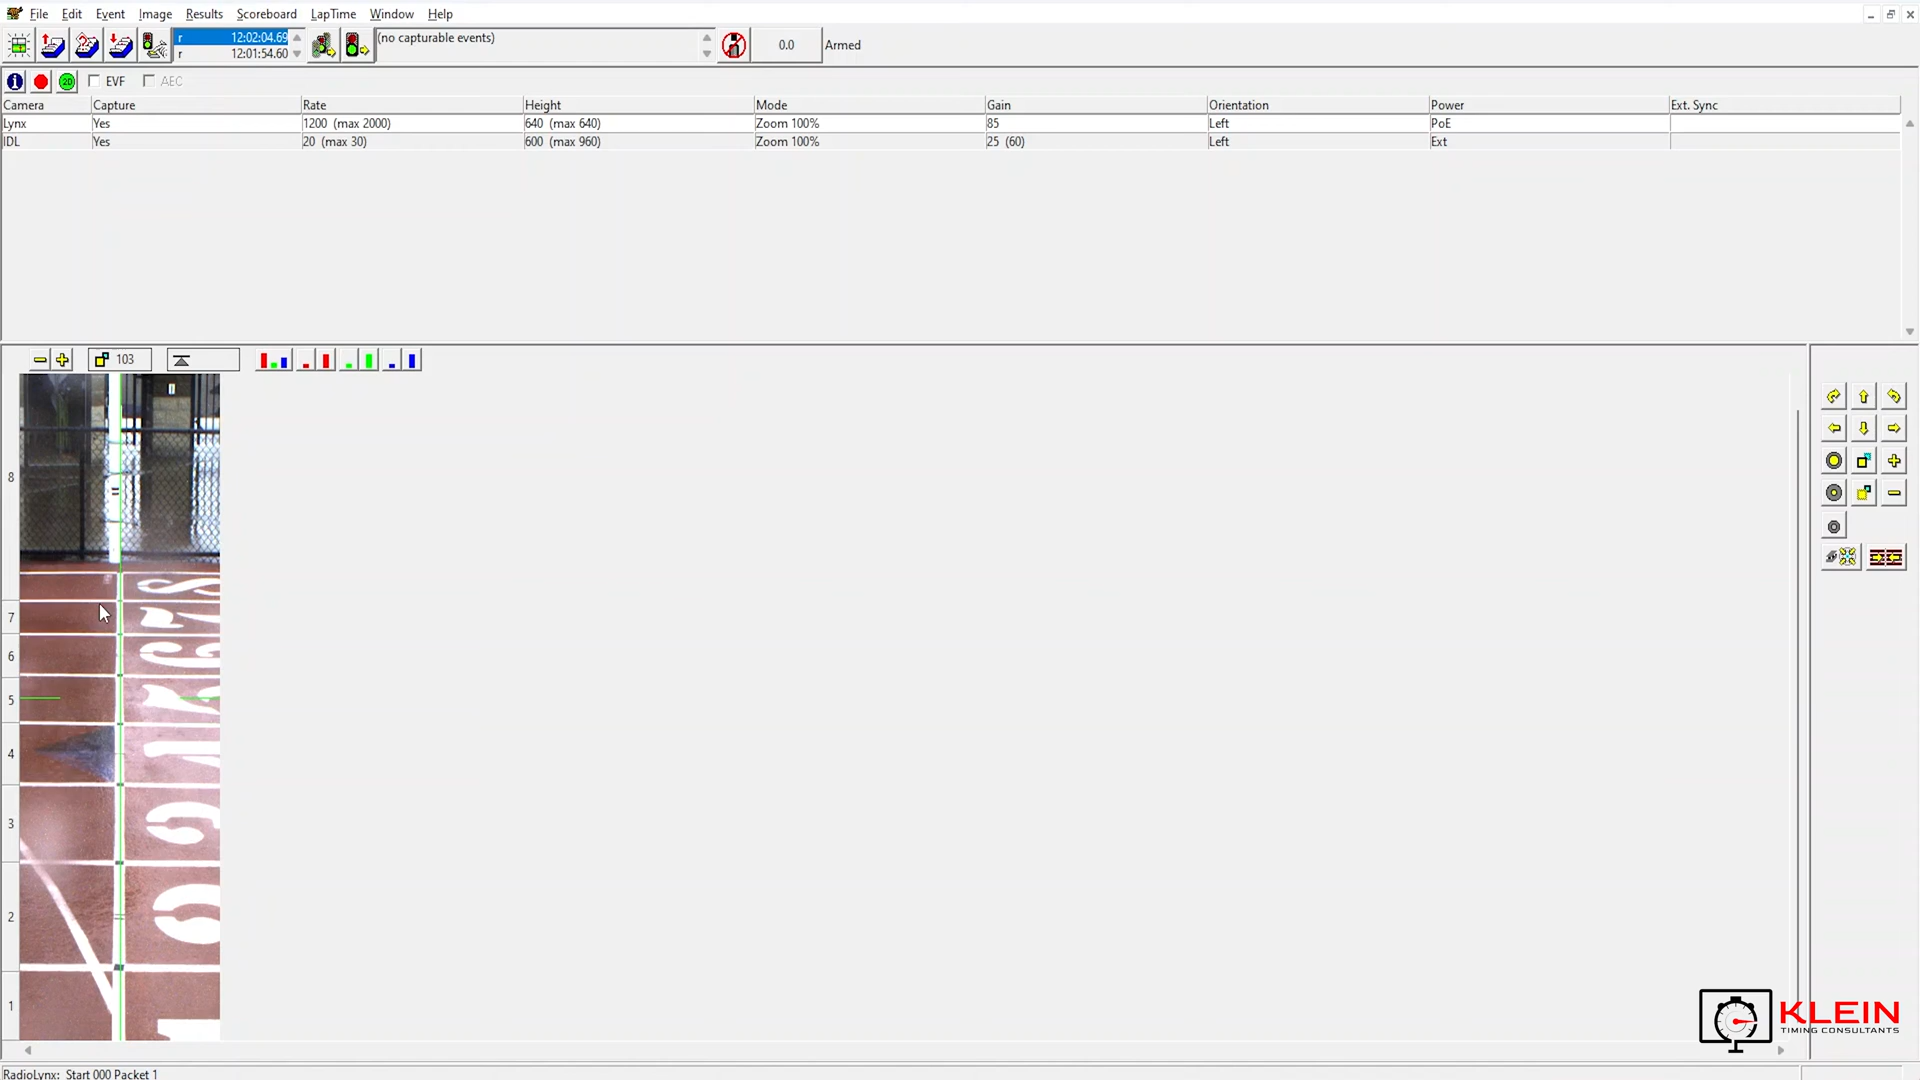 File Edit Event Image Results Scoreboard LapTime Window Help
r 12:02:04.69
r 12:01:54.60
(no capturable events)
0.0
Armed
20
EVF
AEC
Camera Capture Rate Height Mode Gain Orientation Power Ext. Sync
Lynx Yes 1200 (max 2000) 640 (max 640) Zoom 100% 85 Left PoE
IDL Yes 20 (max 30) 600 (max 960) Zoom 100% 25 (60) Left Ext
103
8
7
6
5
4
3
2
1
KLEIN
TIMING CONSULTANTS
RadioLynx: Start 000 Packet 1